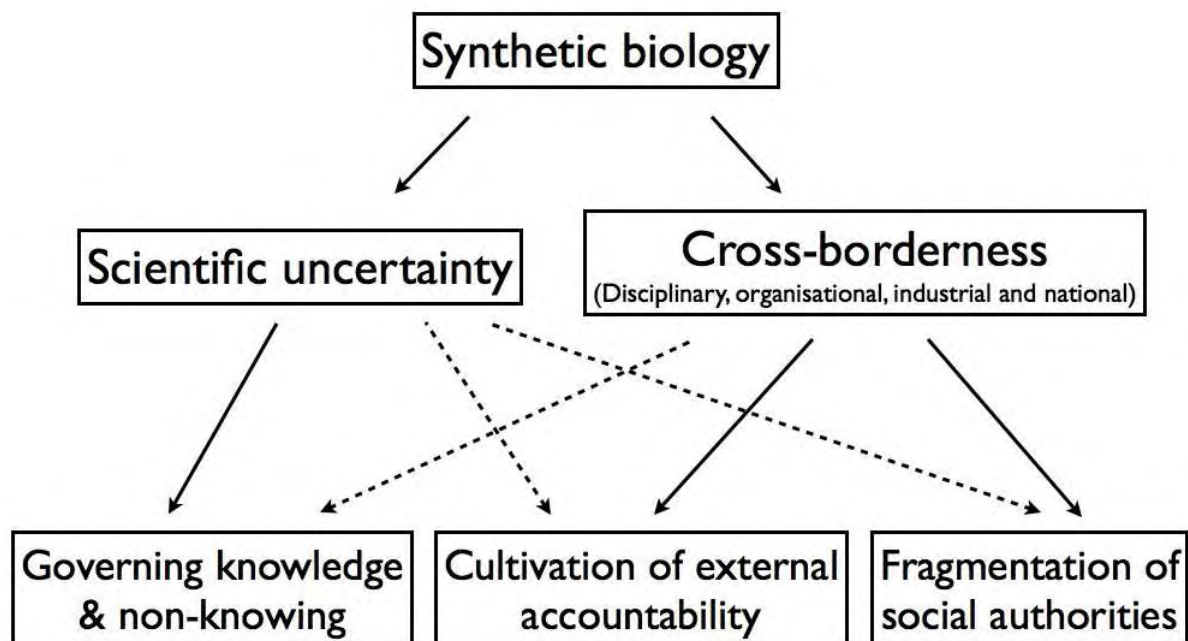 Synthetic biology
Scientific uncertainty
Cross-borderness
(Disciplinary, organisational, industrial and national)
Governing knowledge
& non-knowing
Cultivation of external
accountability
Fragmentation of
social authorities